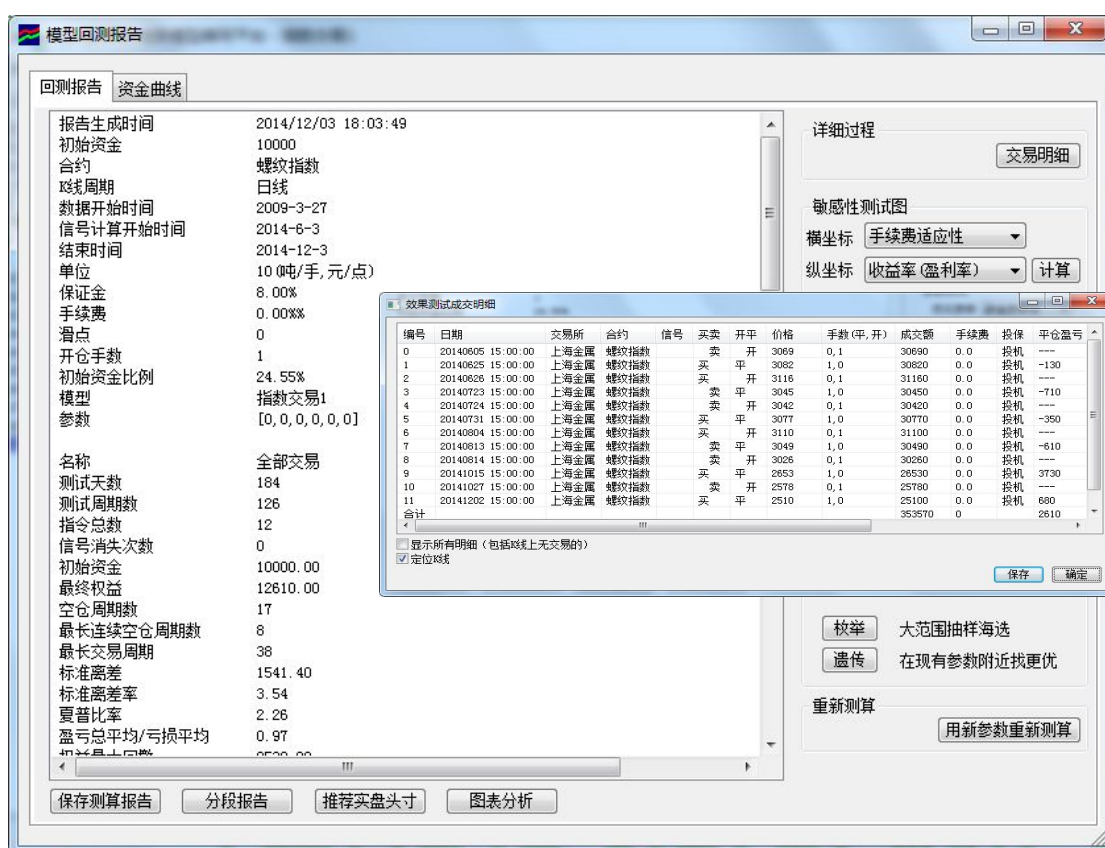 模型回测报告
回测报告 资金曲线
报告生成时间 2014/12/03 18:03:49
初始资金 10000
合约 螺纹指数
K线周期 日线
数据开始时间 2009-3-27
信号计算开始时间 2014-6-3
结束时间 2014-12-3
单位 10(吨/手,元/点)
保证金 8.00%
手续费 0.00%%
滑点 0
开仓手数 1
初始资金比例 24.55%
模型 指数交易1
参数 [0,0,0,0,0,0]
名称 全部交易
测试天数 184
测试周期数 126
指令总数 12
信号消失次数 0
初始资金 10000.00
最终权益 12610.00
空仓周期数 17
最长连续空仓周期数 8
最长交易周期 38
标准离差 1541.40
标准离差率 3.54
夏普比率 2.26
盈亏总平均/亏损平均 0.97
保存测算报告 分段报告 推荐实盘头寸 图表分析
详细过程
交易明细
敏感性测试图
横坐标 手续费适应性
纵坐标 收益率(盈利率) 计算
效果测试成交明细
编号 日期 交易所 合约 信号 买卖 开平 价格 手数(平,开) 成交额 手续费 投保 平仓盈亏
0 20140605 15:00:00 上海金属 螺纹指数 卖 开 3069 0,1 30690 0.0 投机 ---
1 20140625 15:00:00 上海金属 螺纹指数 买 平 3082 1,0 30820 0.0 投机 -130
2 20140626 15:00:00 上海金属 螺纹指数 买 开 3116 0,1 31160 0.0 投机 ---
3 20140723 15:00:00 上海金属 螺纹指数 卖 平 3045 1,0 30450 0.0 投机 -710
4 20140724 15:00:00 上海金属 螺纹指数 卖 开 3042 0,1 30420 0.0 投机 ---
5 20140731 15:00:00 上海金属 螺纹指数 买 平 3077 1,0 30770 0.0 投机 -350
6 20140804 15:00:00 上海金属 螺纹指数 买 开 3110 0,1 31100 0.0 投机 ---
7 20140813 15:00:00 上海金属 螺纹指数 卖 平 3049 1,0 30490 0.0 投机 -610
8 20140814 15:00:00 上海金属 螺纹指数 卖 开 3026 0,1 30260 0.0 投机 ---
9 20141015 15:00:00 上海金属 螺纹指数 买 平 2653 1,0 26530 0.0 投机 3730
10 20141027 15:00:00 上海金属 螺纹指数 卖 开 2578 0,1 25780 0.0 投机 ---
11 20141202 15:00:00 上海金属 螺纹指数 买 平 2510 1,0 25100 0.0 投机 680
合计 353570 0 2610
显示所有明细(包括K线上无交易的)
定位K线
保存 确定
枚举 大范围抽样海选
遗传 在现有参数附近找更优
重新测算
用新参数重新测算